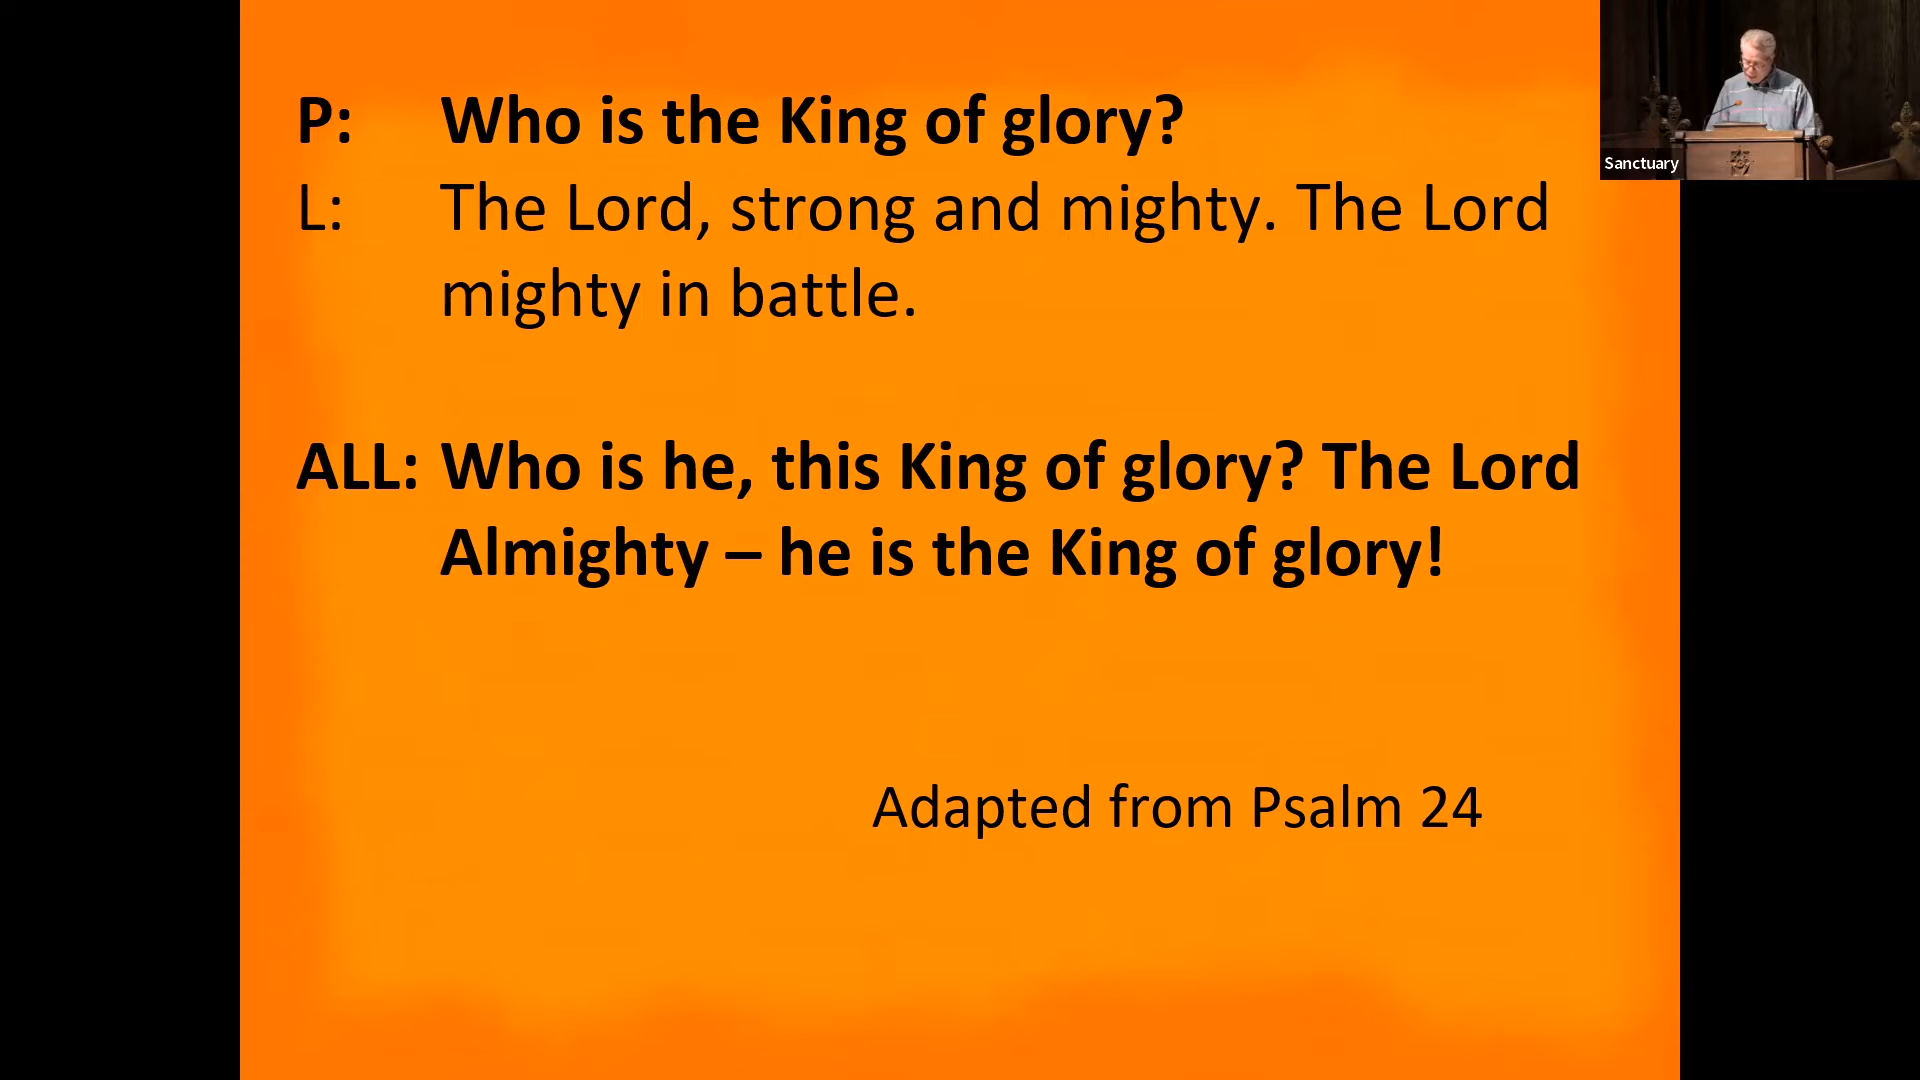 P: Who is the King of glory?
L: The Lord, strong and mighty. The Lord
mighty in battle.
ALL: Who is he, this King of glory? The Lord
Almighty – he is the King of glory!
Adapted from Psalm 24
Sanctuary